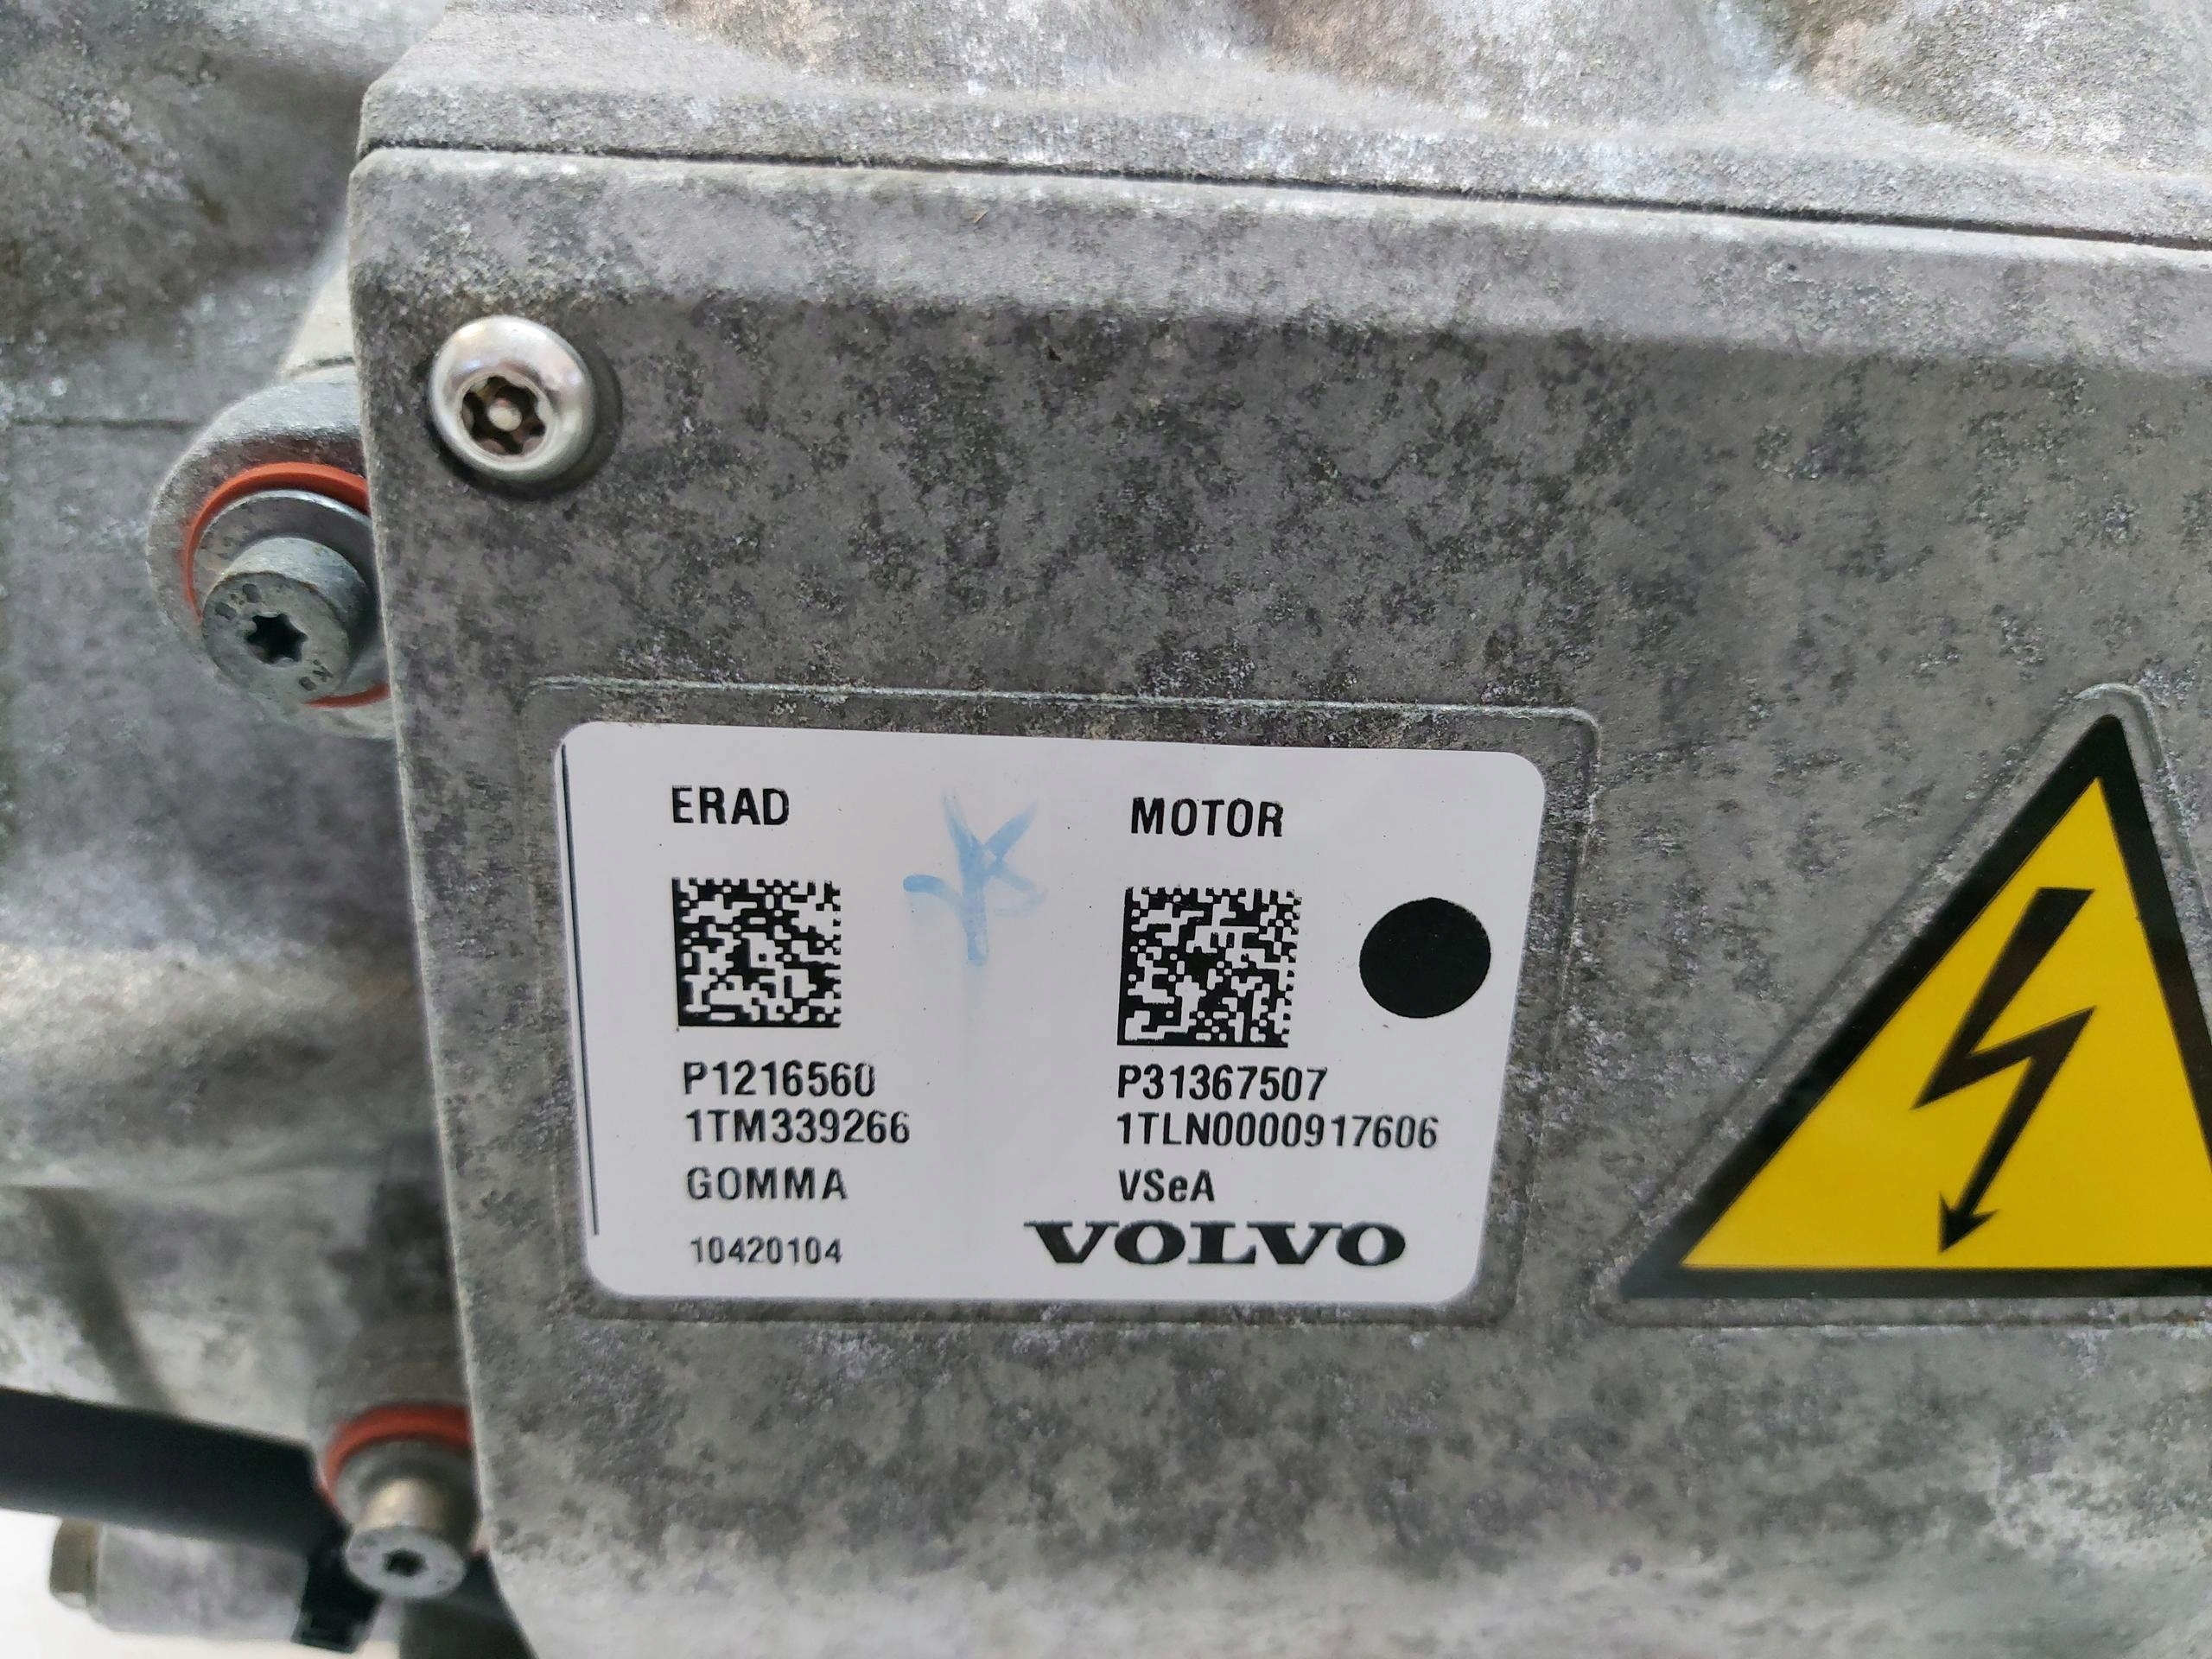 ERAD
MOTOR
P1216560
1TM339266
GOMMA
10420104
P31367507
1TLN0000917606
VSeA
VOLVO